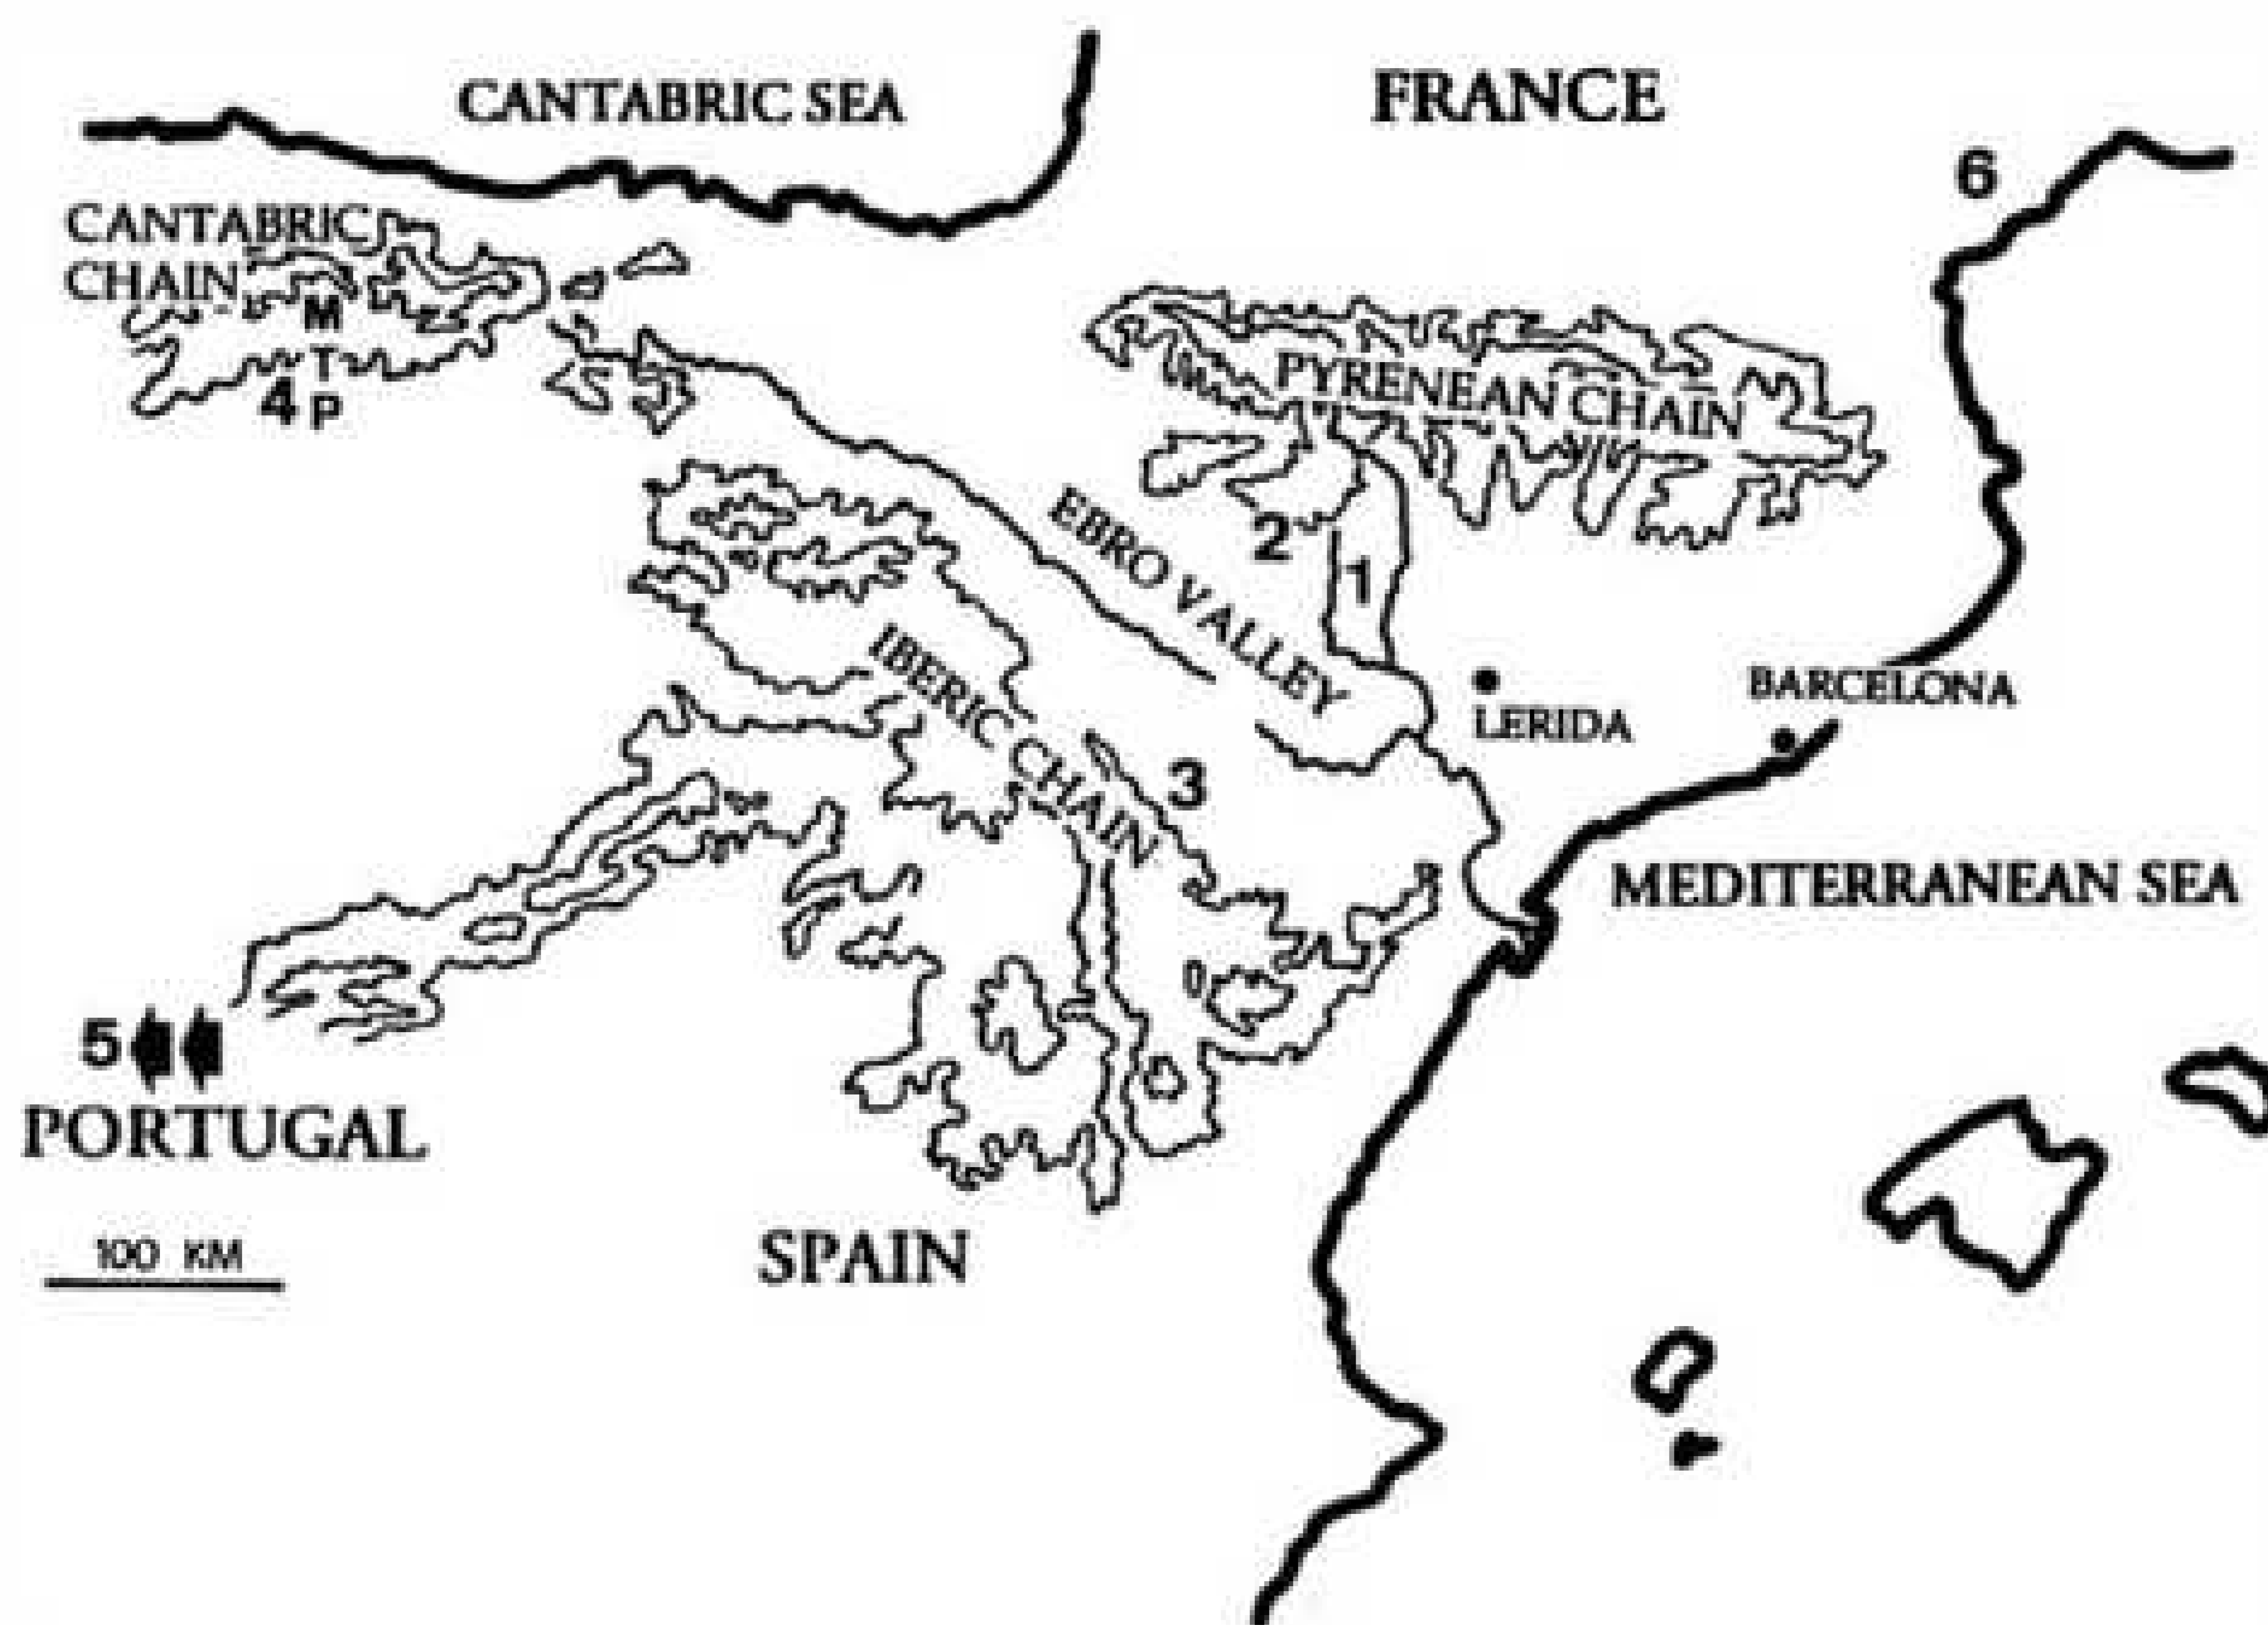 CANTABRIC SEA
FRANCE
6
CANTABRIC
CHAIN
M
T
4 P
PYRENEAN CHAIN
2
1
EBRO VALLEY
IBERIC CHAIN
3
LERIDA
BARCELONA
MEDITERRANEAN SEA
5
PORTUGAL
100 KM
SPAIN